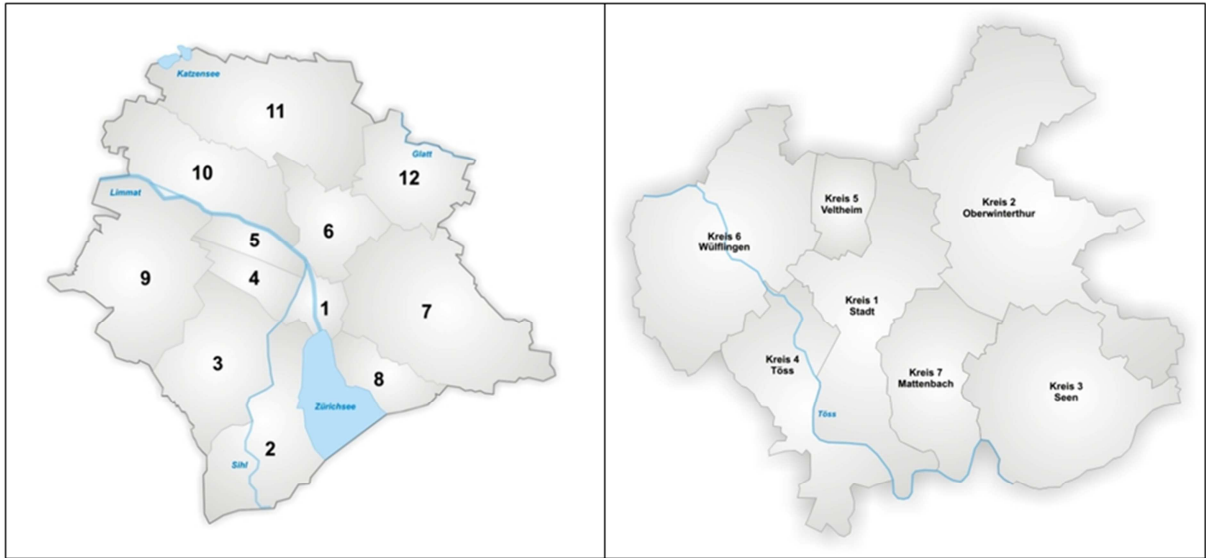 Katzensee
11
Glatt
10
12
Limmat
6
5
9
4
1
7
3
8
Zürichsee
2
Sihl
Kreis 5
Veltheim
Kreis 2
Oberwinterthur
Kreis 6
Wülflingen
Kreis 1
Stadt
Kreis 4
Töss
Kreis 7
Mattenbach
Kreis 3
Seen
Töss